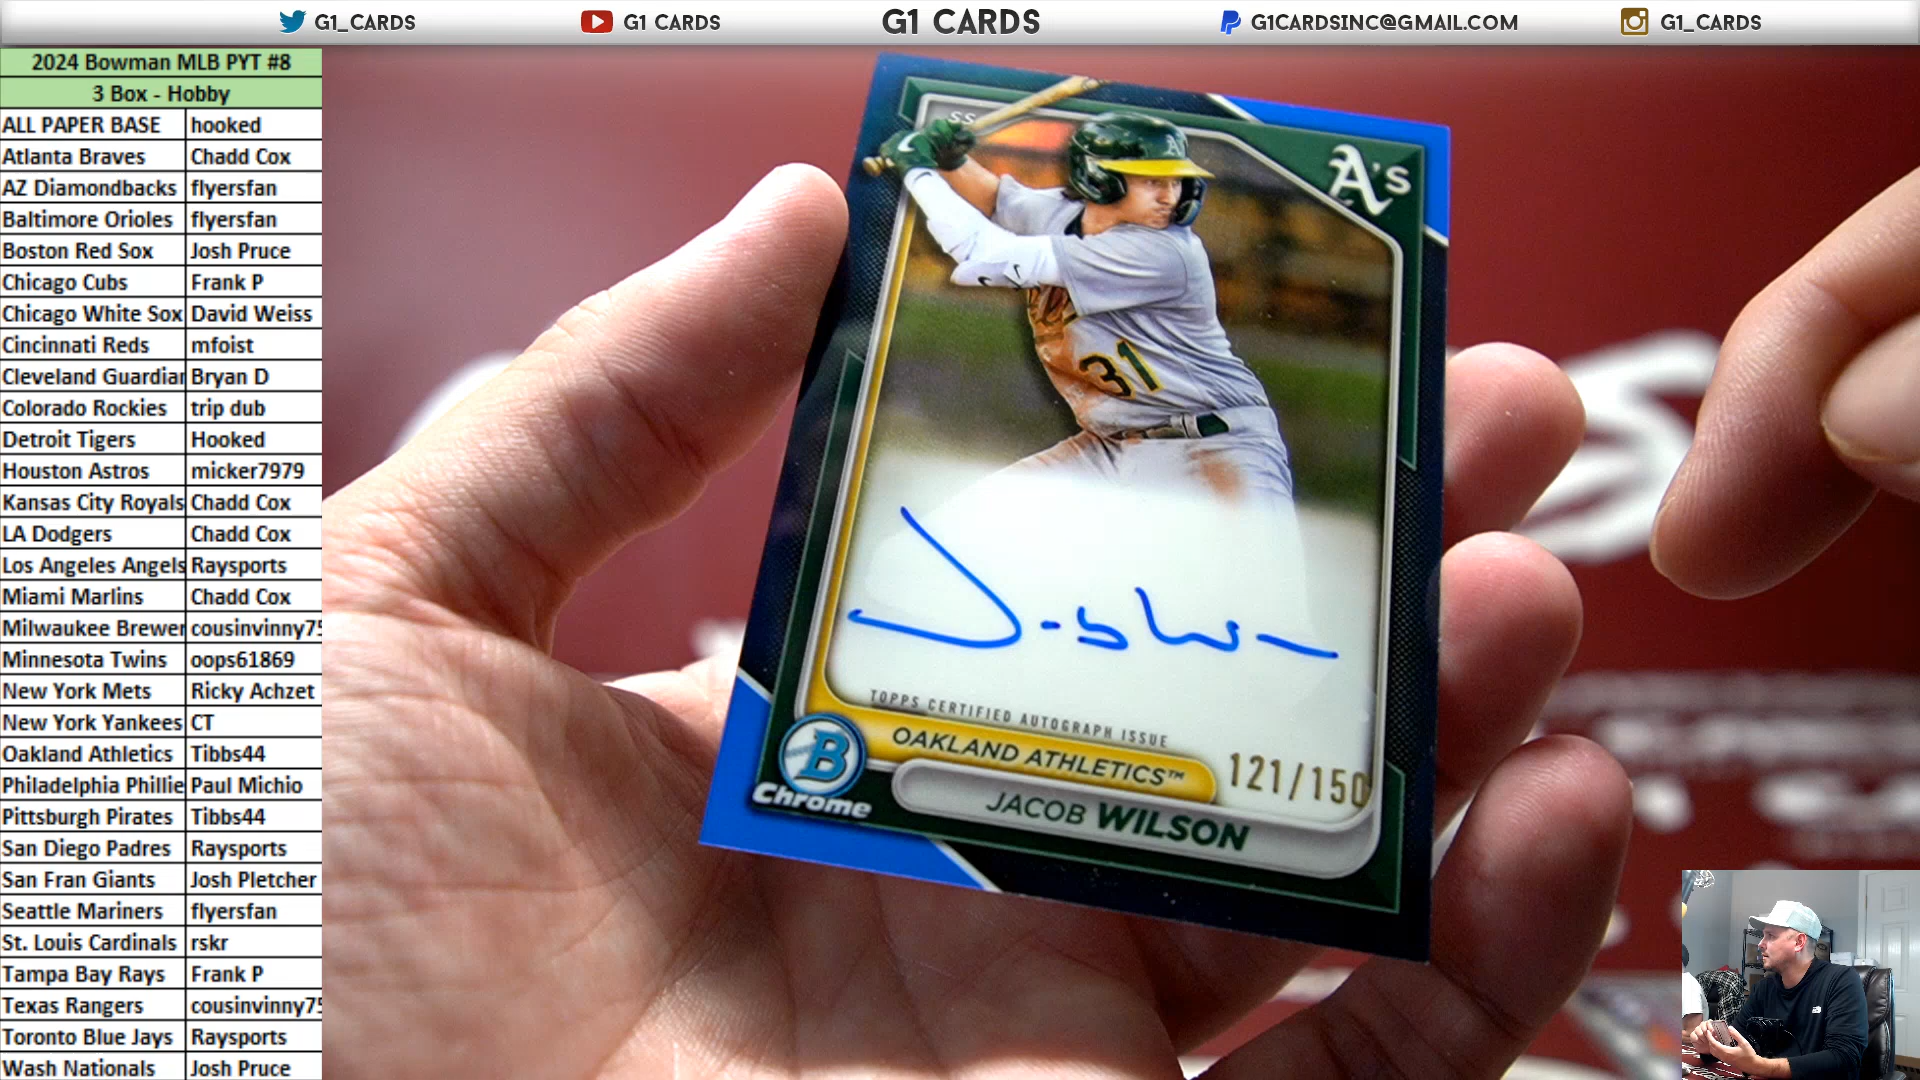 G1_CARDS G1 CARDS G1 CARDS G1CARDSINC@GMAIL.COM G1_CARDS
2024 Bowman MLB PYT #8
3 Box - Hobby
ALL PAPER BASE hooked
Atlanta Braves Chadd Cox
AZ Diamondbacks flyersfan
Baltimore Orioles flyersfan
Boston Red Sox Josh Pruce
Chicago Cubs Frank P
Chicago White Sox David Weiss
Cincinnati Reds mfoist
Cleveland Guardian Bryan D
Colorado Rockies trip dub
Detroit Tigers Hooked
Houston Astros micker7979
Kansas City Royals Chadd Cox
LA Dodgers Chadd Cox
Los Angeles Angels Raysports
Miami Marlins Chadd Cox
Milwaukee Brewer cousinvinny75
Minnesota Twins oops61869
New York Mets Ricky Achzet
New York Yankees CT
Oakland Athletics Tibbs44
Philadelphia Phillie Paul Michio
Pittsburgh Pirates Tibbs44
San Diego Padres Raysports
San Fran Giants Josh Pletcher
Seattle Mariners flyersfan
St. Louis Cardinals rskr
Tampa Bay Rays Frank P
Texas Rangers cousinvinny75
Toronto Blue Jays Raysports
Wash Nationals Josh Pruce
SS
A's
31
TOPPS CERTIFIED AUTOGRAPH ISSUE
OAKLAND ATHLETICS™
121/150
B
Chrome
JACOB WILSON